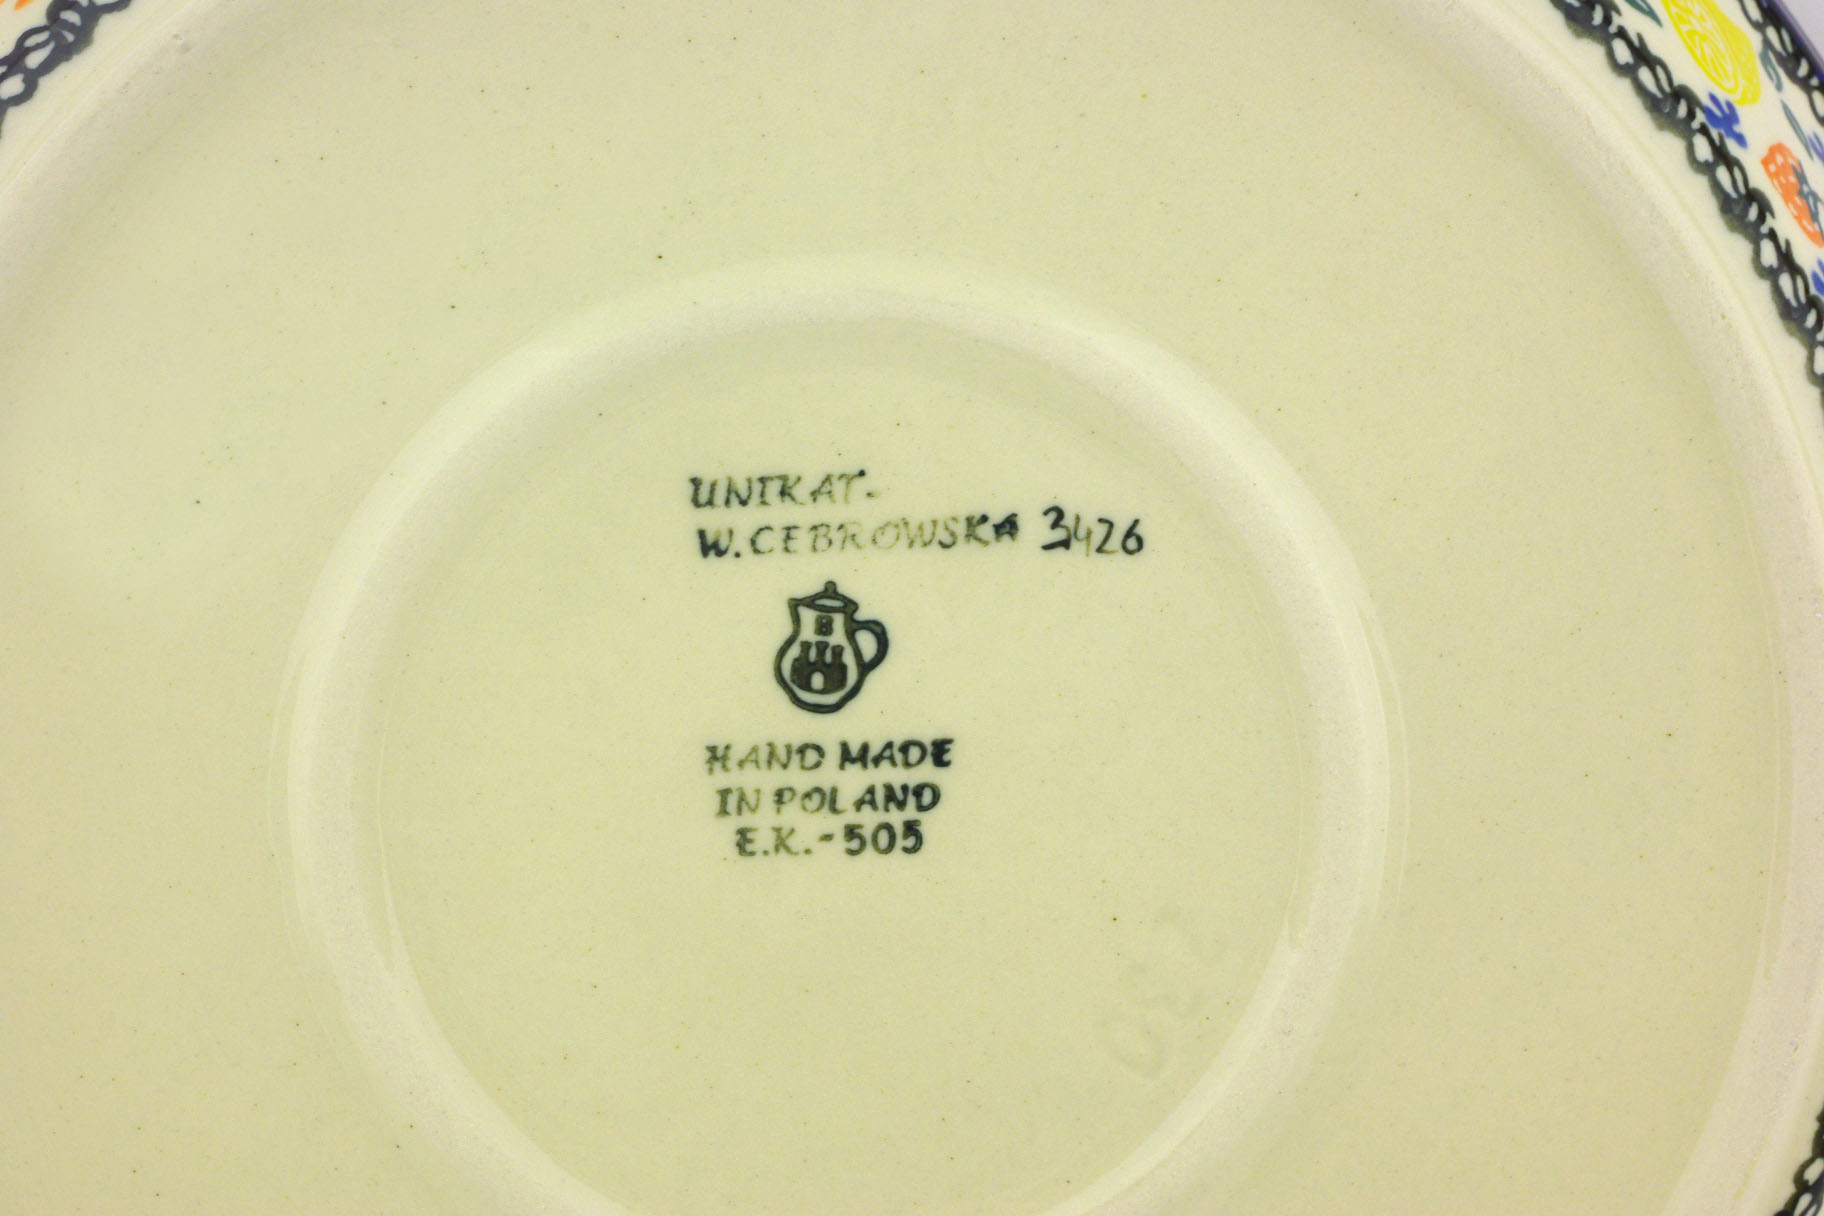 UNIKAT-
W. CEBROWSKA 3426
B
HAND MADE
IN POLAND
E.K.-505